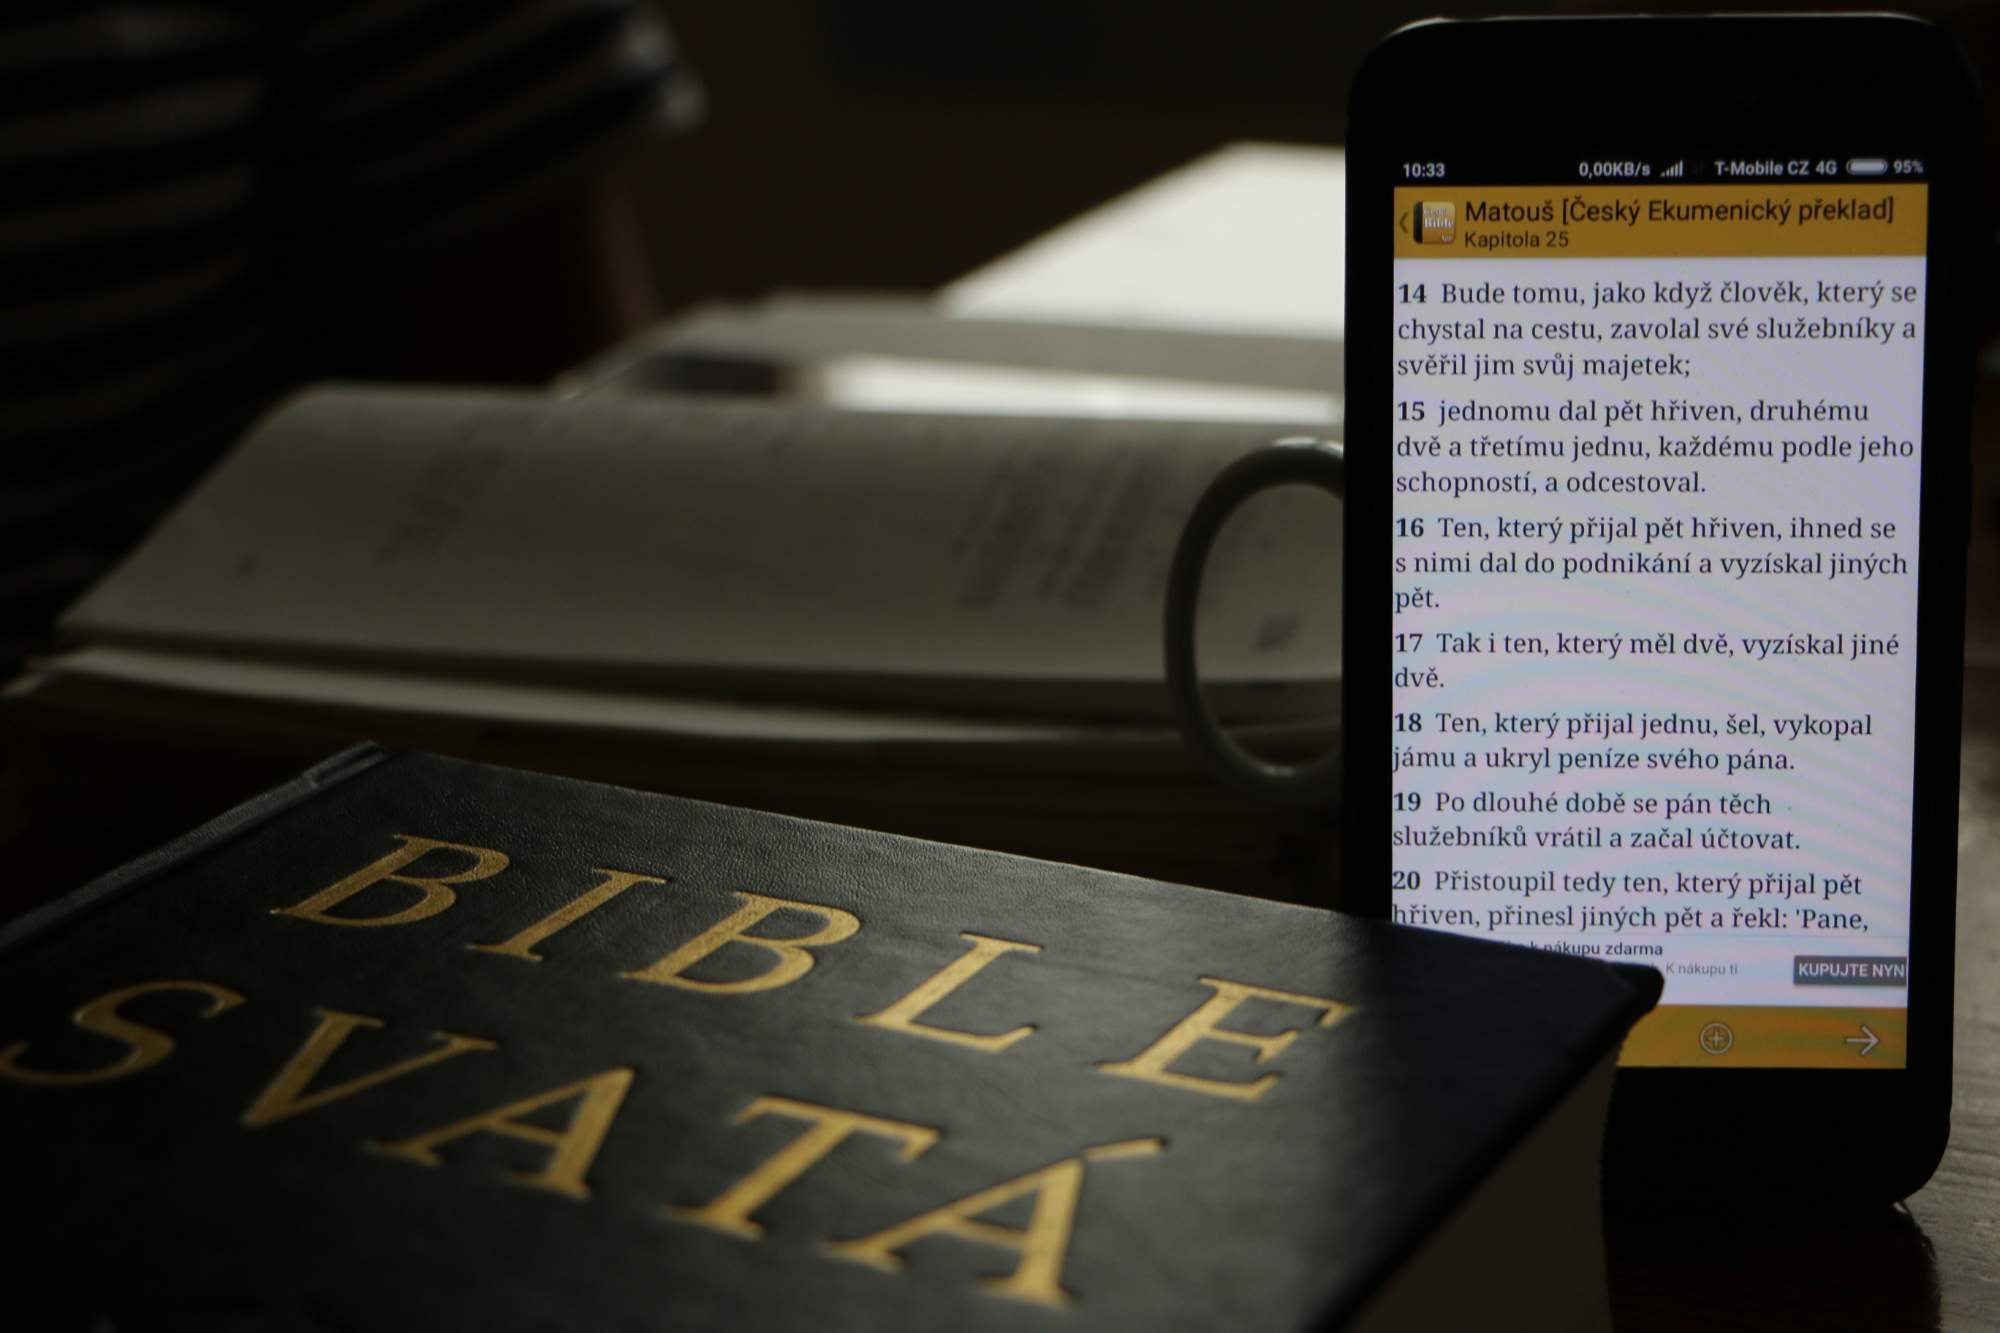 BIBLE
SVATÁ
10:33 0,00KB/s T-Mobile CZ 4G 95%
Bible
Matouš [Český Ekumenický překlad]
Kapitola 25
14 Bude tomu, jako když člověk, který se
chystal na cestu, zavolal své služebníky a
svěřil jim svůj majetek;
15 jednomu dal pět hřiven, druhému
dvě a třetímu jednu, každému podle jeho
schopností, a odcestoval.
16 Ten, který přijal pět hřiven, ihned se
s nimi dal do podnikání a vyzískal jiných
pět.
17 Tak i ten, který měl dvě, vyzískal jiné
dvě.
18 Ten, který přijal jednu, šel, vykopal
jámu a ukryl peníze svého pána.
19 Po dlouhé době se pán těch
služebníků vrátil a začal účtovat.
20 Přistoupil tedy ten, který přijal pět
hřiven, přinesl jiných pět a řekl: 'Pane,
k nákupu zdarma
K nákupu ti
KUPUJTE NYN